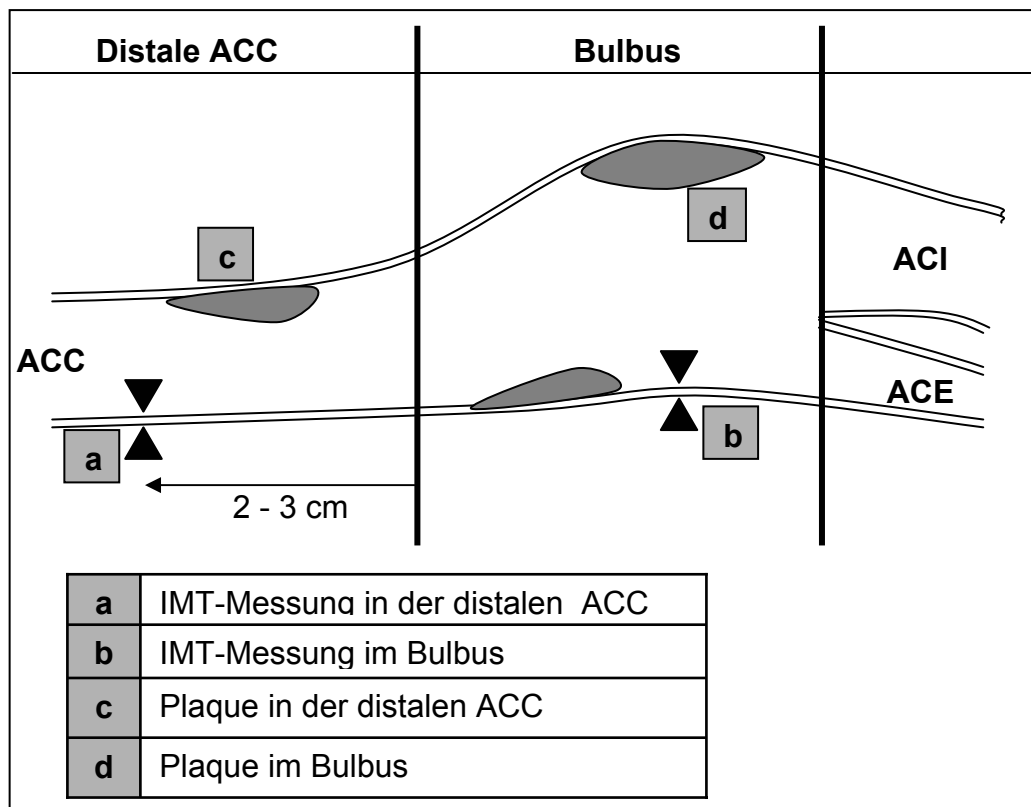 Distale ACC
Bulbus
c
d
ACI
ACC
ACE
a
b
2 - 3 cm
a IMT-Messung in der distalen ACC
b IMT-Messung im Bulbus
c Plaque in der distalen ACC
d Plaque im Bulbus